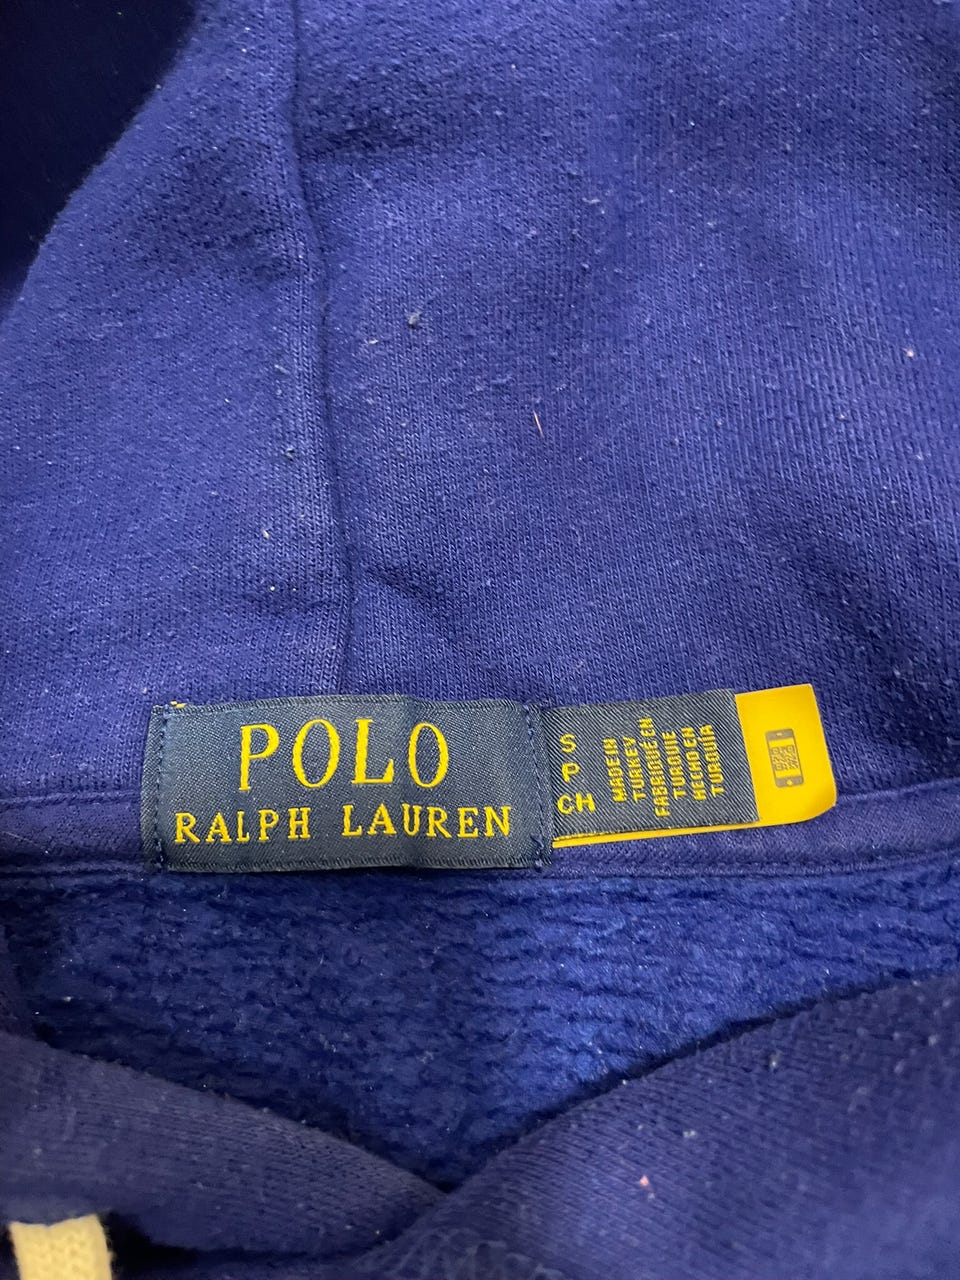 POLO
RALPH LAUREN
S
P
CH
MADE IN
TURKEY
FABRIQUÉ EN
TURQUIE
HECHO EN
TURQUÍA